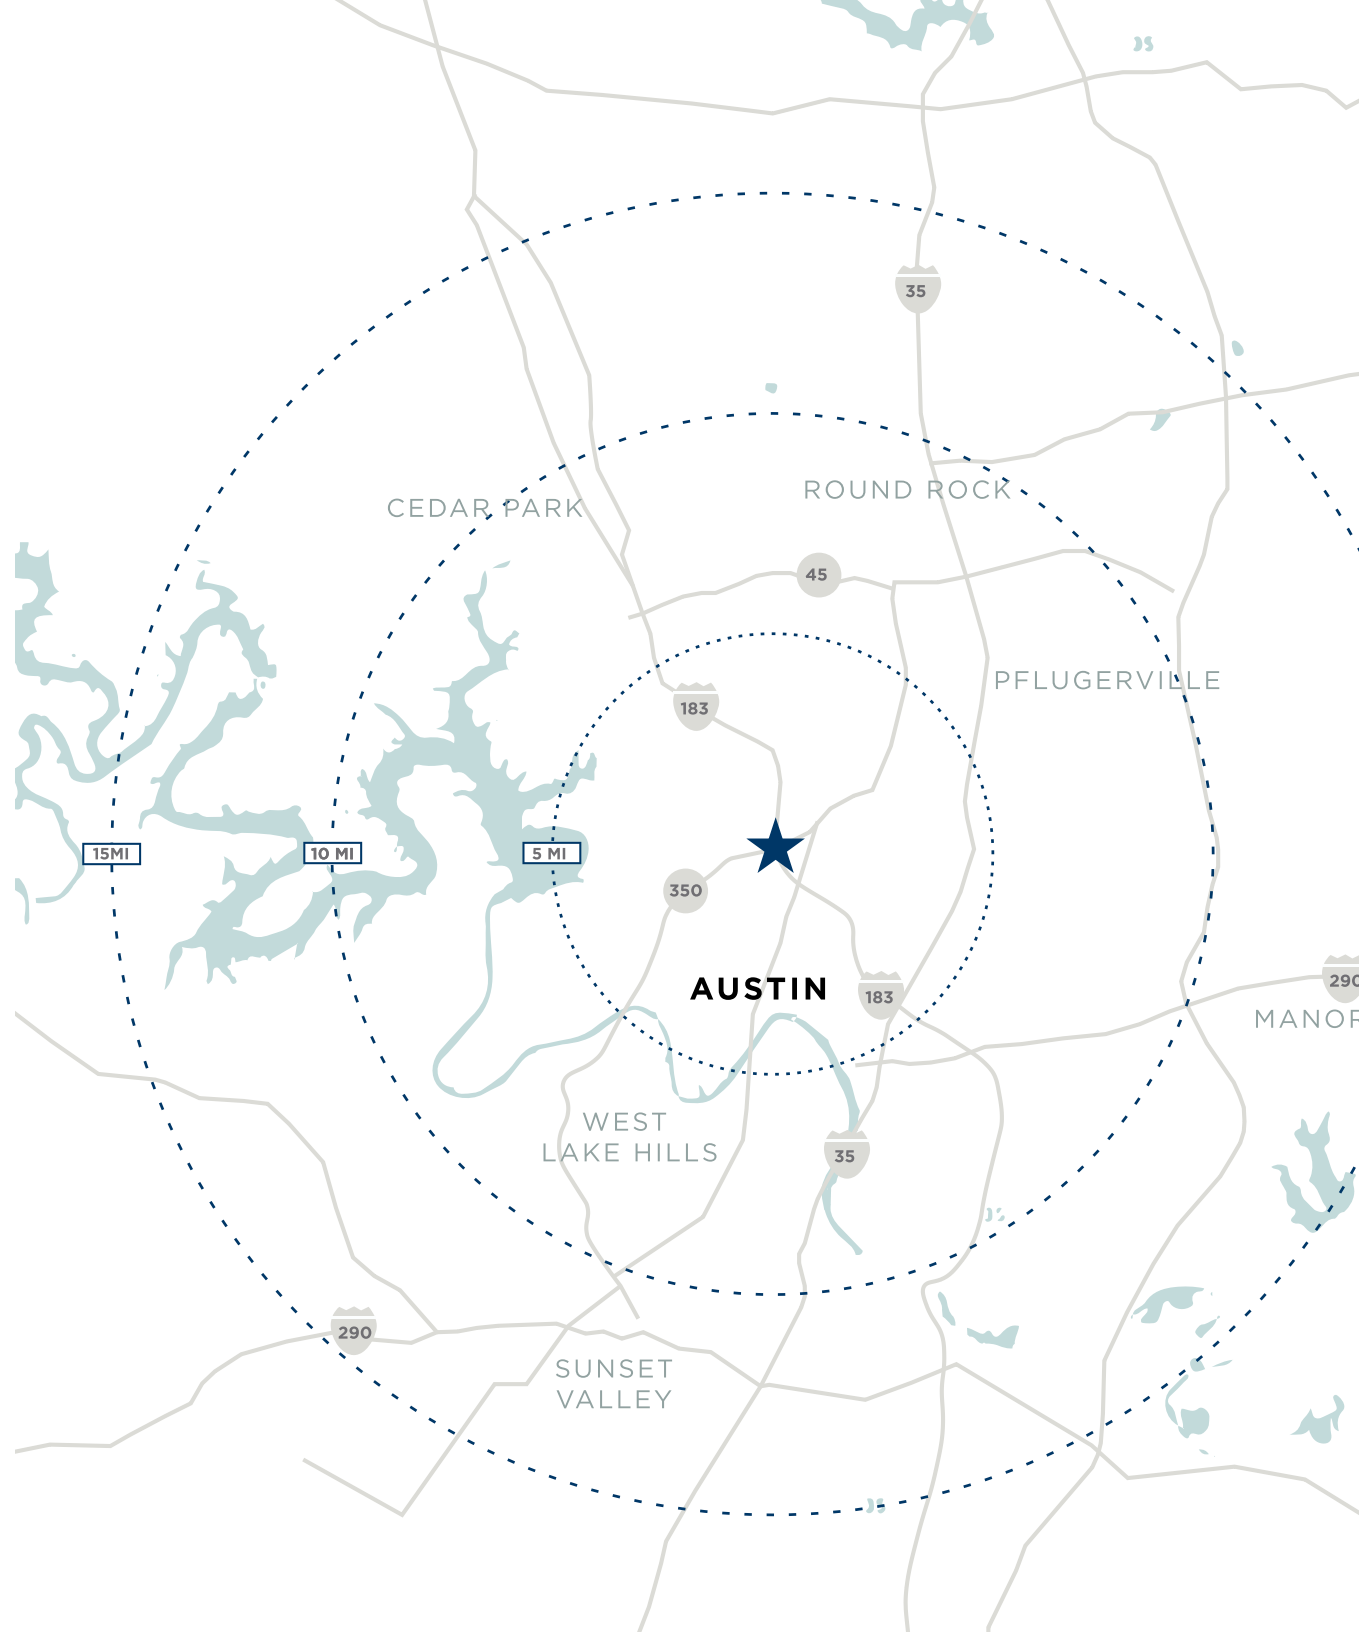 35
CEDAR PARK
ROUND ROCK
45
PFLUGERVILLE
183
15MI
10 MI
5 MI
350
AUSTIN
183
290
MANOR
WEST
LAKE HILLS
35
290
SUNSET
VALLEY